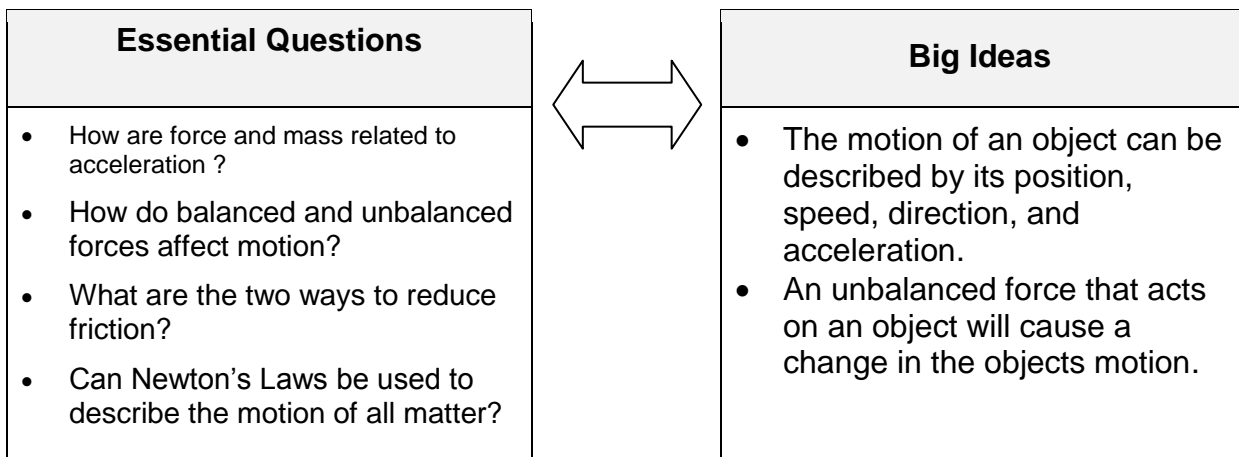 Essential Questions
• How are force and mass related to
acceleration ?
• How do balanced and unbalanced
forces affect motion?
• What are the two ways to reduce
friction?
• Can Newton’s Laws be used to
describe the motion of all matter?
Big Ideas
• The motion of an object can be
described by its position,
speed, direction, and
acceleration.
• An unbalanced force that acts
on an object will cause a
change in the objects motion.